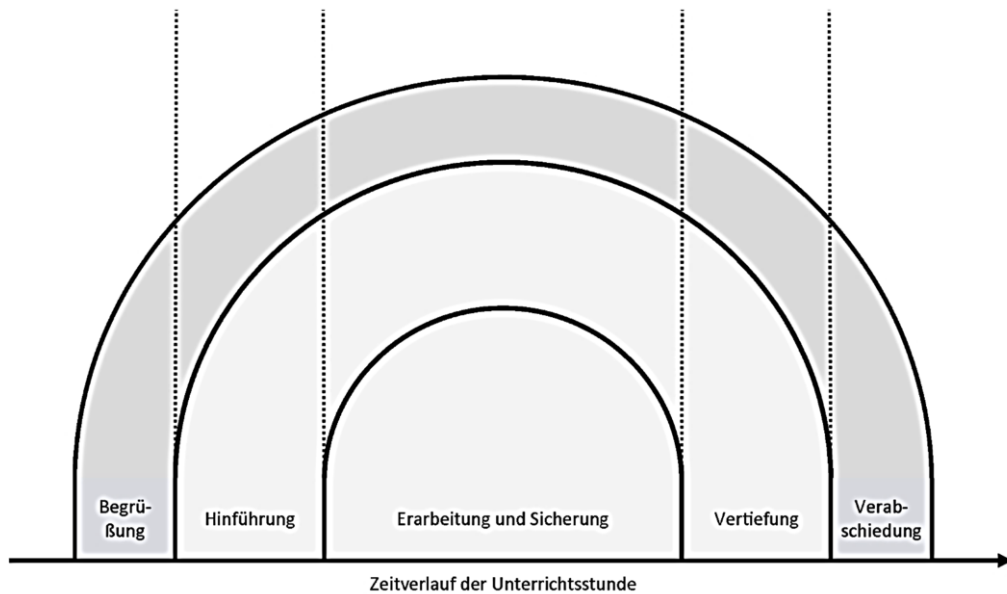 Begrü-
ßung
Hinführung
Erarbeitung und Sicherung
Vertiefung
Verab-
schiedung
Zeitverlauf der Unterrichtsstunde